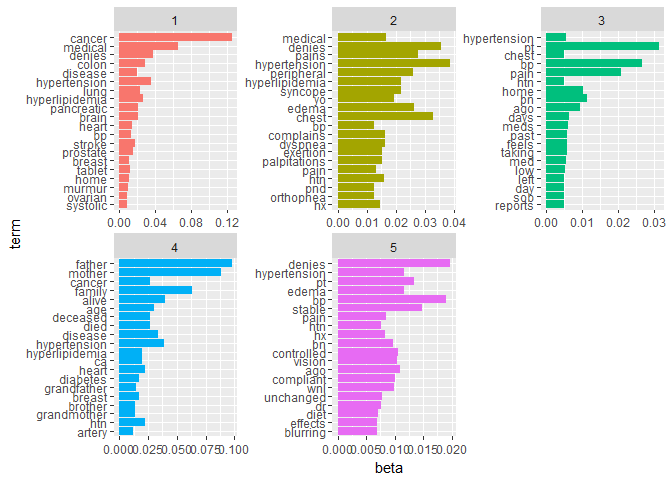 1
cancer
medical
denies
colon
disease
hypertension
lung
hyperlipidemia
pancreatic
brain
heart
bp
stroke
prostate
breast
tablet
home
murmur
ovarian
systolic
0.00 0.04 0.08 0.12
2
medical
denies
pains
hypertension
peripheral
hyperlipidemia
syncope
yo
edema
chest
bp
complains
dyspnea
exertion
palpitations
pain
htn
pnd
orthophea
hx
0.00 0.01 0.02 0.03 0.04
3
hypertension
pt
chest
bp
pain
htn
home
pn
ago
days
meds
past
feels
taking
med
low
left
day
sob
reports
0.00 0.01 0.02 0.03
term
4
father
mother
cancer
family
alive
age
deceased
died
disease
hypertension
hyperlipidemia
ca
heart
diabetes
grandfather
breast
brother
grandmother
htn
artery
0.000 0.025 0.050 0.075 0.100
5
denies
hypertension
pt
edema
bp
stable
pain
htn
hx
pn
controlled
vision
ago
compliant
wnl
unchanged
dr
diet
effects
blurring
0.000 0.005 0.010 0.015 0.020
beta